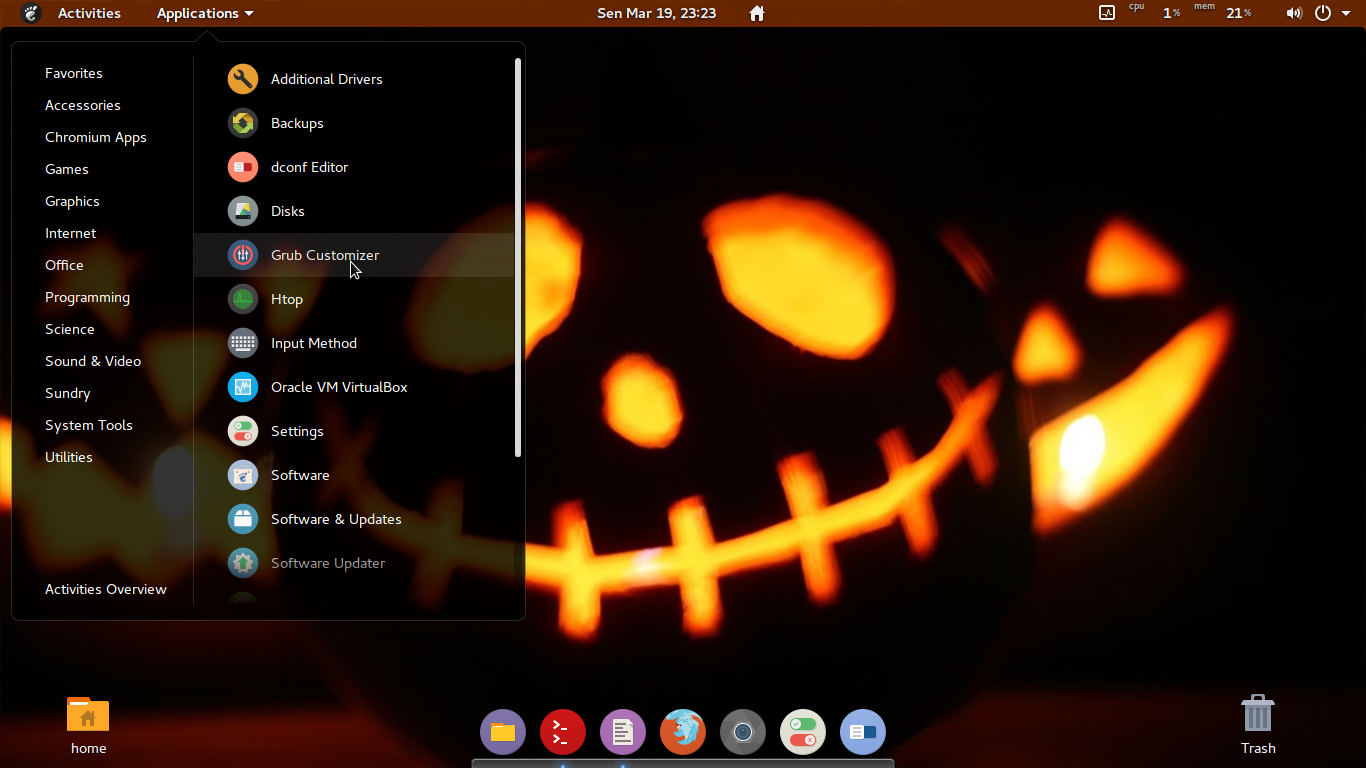 Activities Applications Sen Mar 19, 23:23 cpu 1% mem 21%
Favorites
Accessories
Chromium Apps
Games
Graphics
Internet
Office
Programming
Science
Sound & Video
Sundry
System Tools
Utilities
Activities Overview
Additional Drivers
Backups
dconf Editor
Disks
Grub Customizer
Htop
Input Method
Oracle VM VirtualBox
Settings
Software
Software & Updates
Software Updater
home
Trash